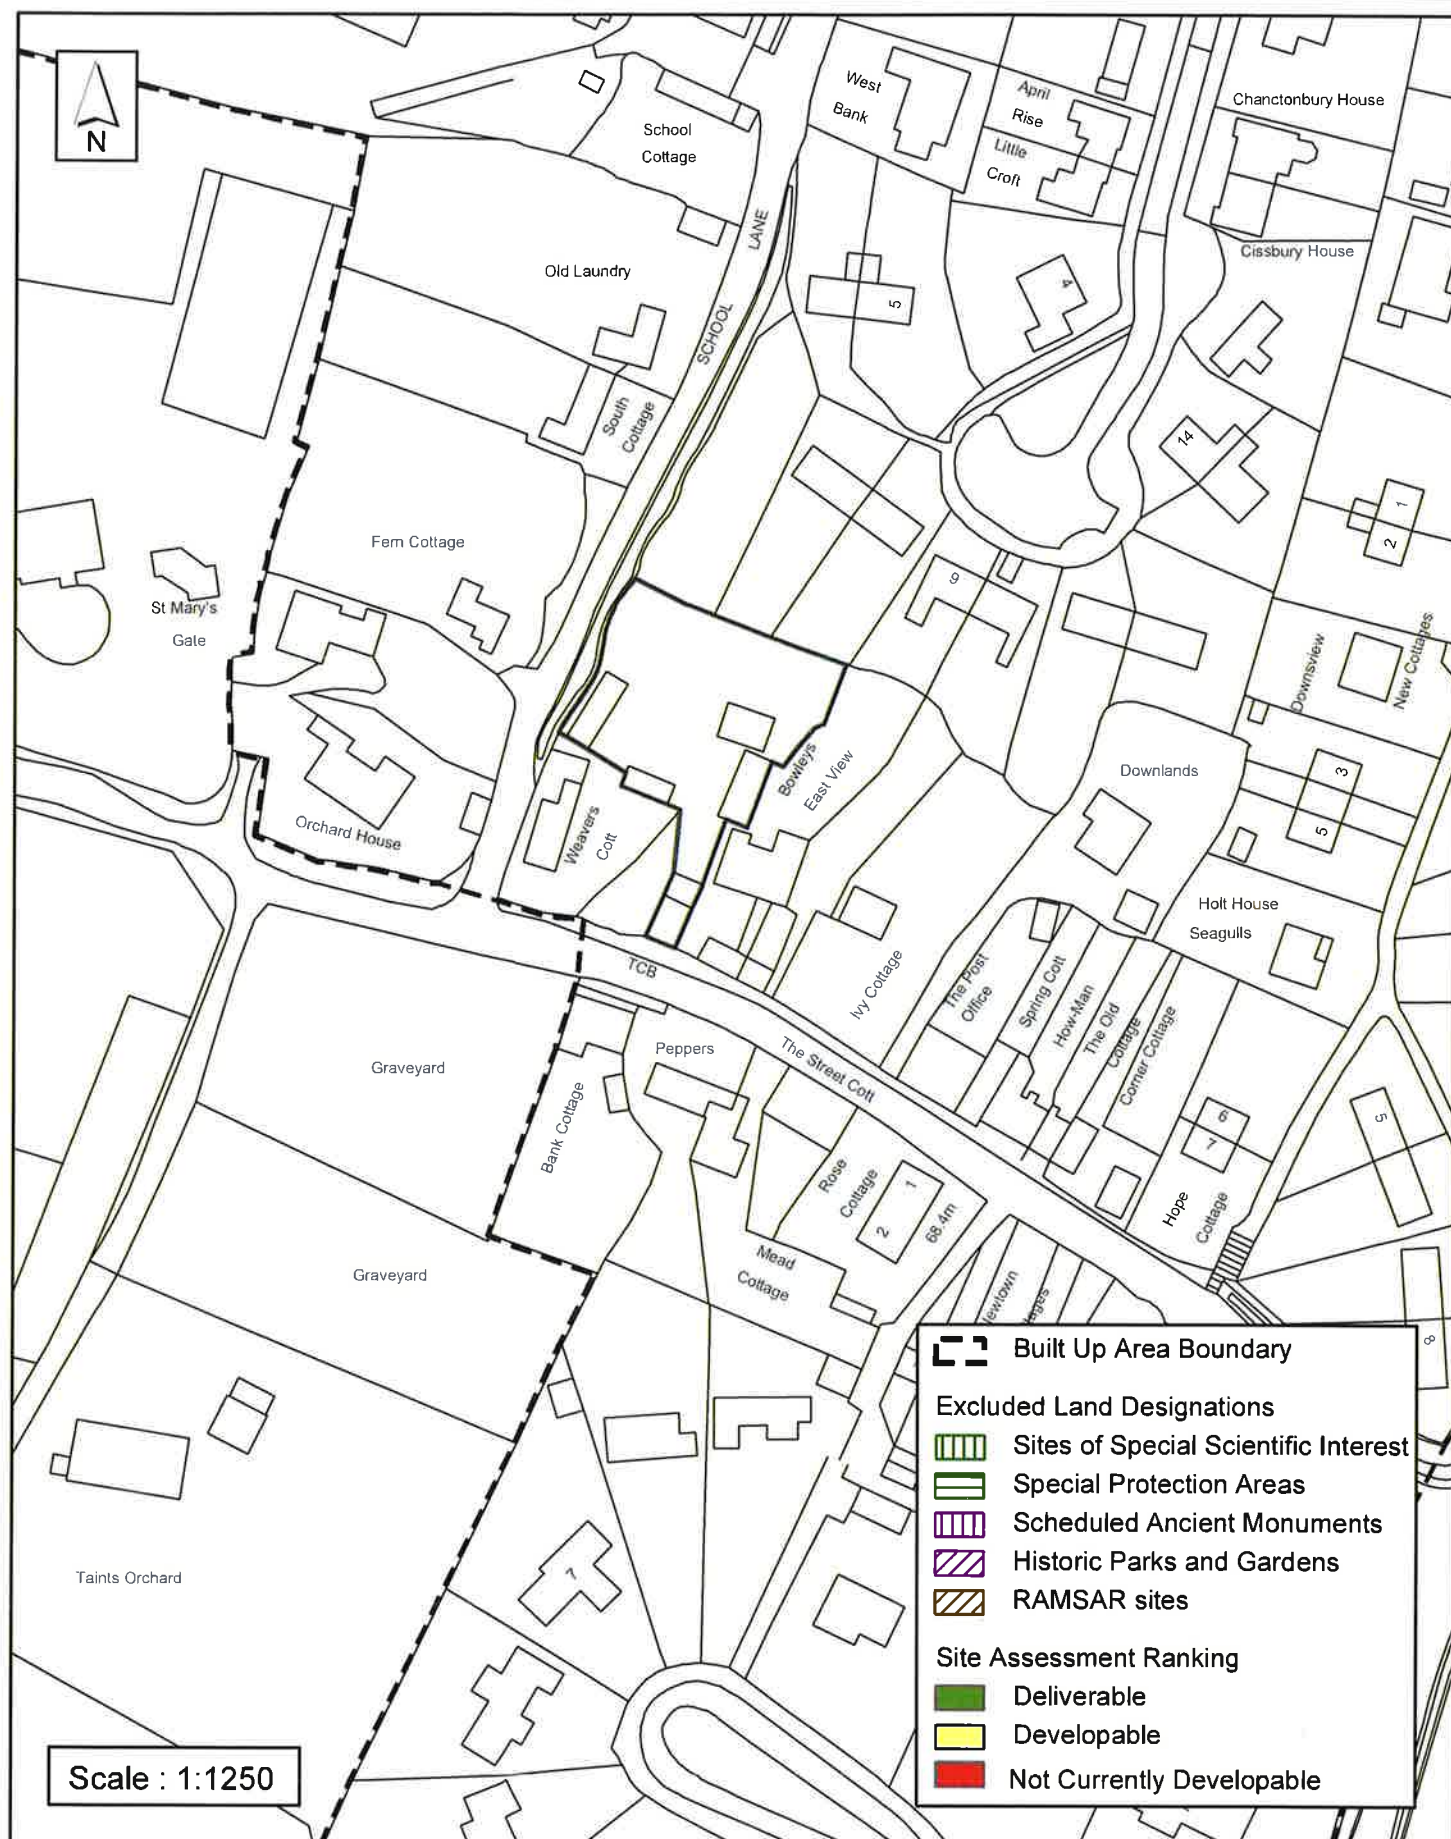 N
School
Cottage
West
Bank
April
Rise
Little
Croft
Chanctonbury House
Cissbury House
SCHOOL LANE
Old Laundry
5
4
South
Cottage
14
1
2
Fern Cottage
9
St Mary's
Gate
Downsview
New Cottages
Bowleys
East View
Downlands
3
5
Orchard House
Weavers
Cott
Holt House
Seagulls
TCB
Ivy Cottage
The Post
Office
Spring Cott
How-Man
The Old
Cottage
Corner Cottage
Graveyard
Peppers
The Street Cott
Bank Cottage
6
7
5
Rose
Cottage
1
2
68.4m
Hope
Cottage
Graveyard
Mead
Cottage
8
7
Taints Orchard
Built Up Area Boundary
Excluded Land Designations
Sites of Special Scientific Interest
Special Protection Areas
Scheduled Ancient Monuments
Historic Parks and Gardens
RAMSAR sites
Site Assessment Ranking
Deliverable
Developable
Not Currently Developable
Scale : 1:1250